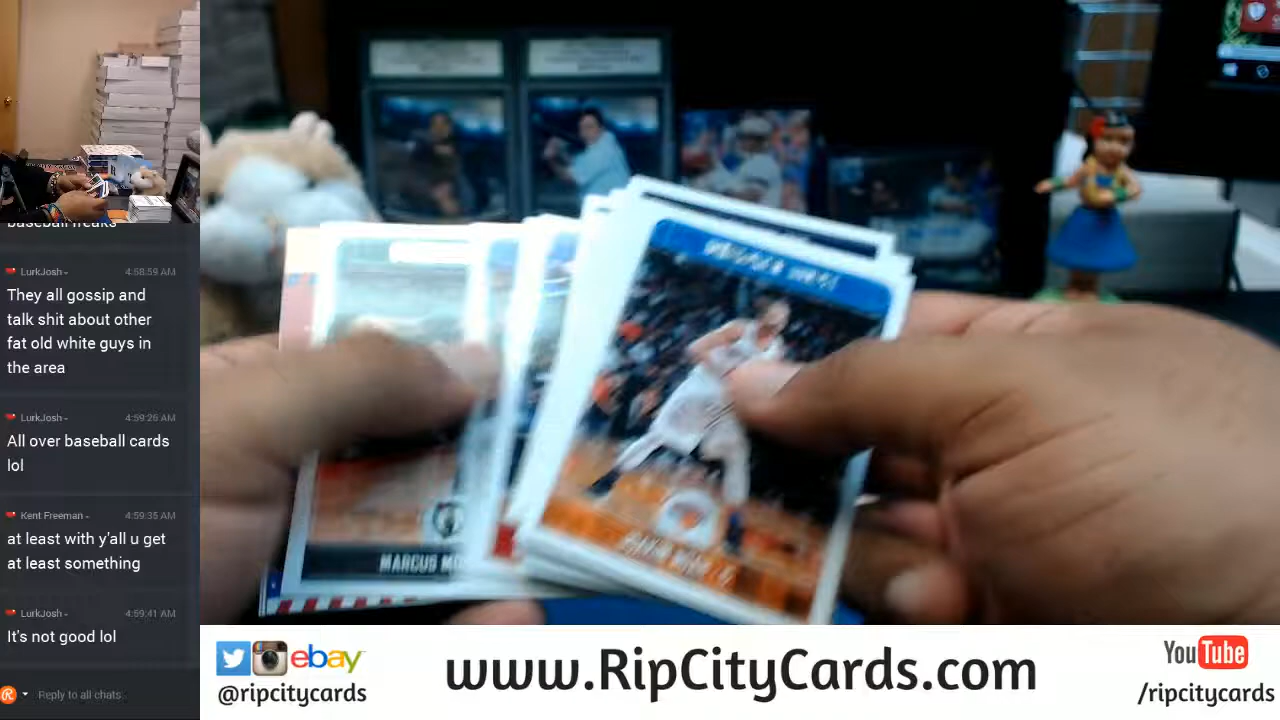 baseball freaks
LurkJosh - 4:58:59 AM
They all gossip and
talk shit about other
fat old white guys in
the area
LurkJosh - 4:59:26 AM
All over baseball cards
lol
Kent Freeman - 4:59:35 AM
at least with y'all u get
at least something
LurkJosh - 4:59:41 AM
It's not good lol
Reply to all chats..
MARCUS
ebay
@ripcitycards
www.RipCityCards.com
YouTube
/ripcitycards